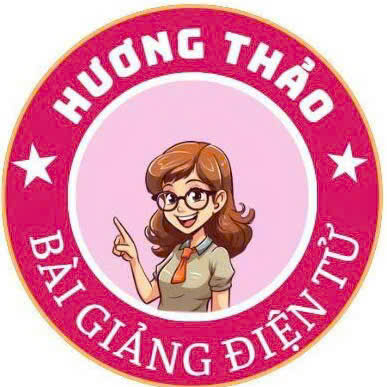 HƯƠNG THẢO
BÀI GIẢNG ĐIỆN TỬ